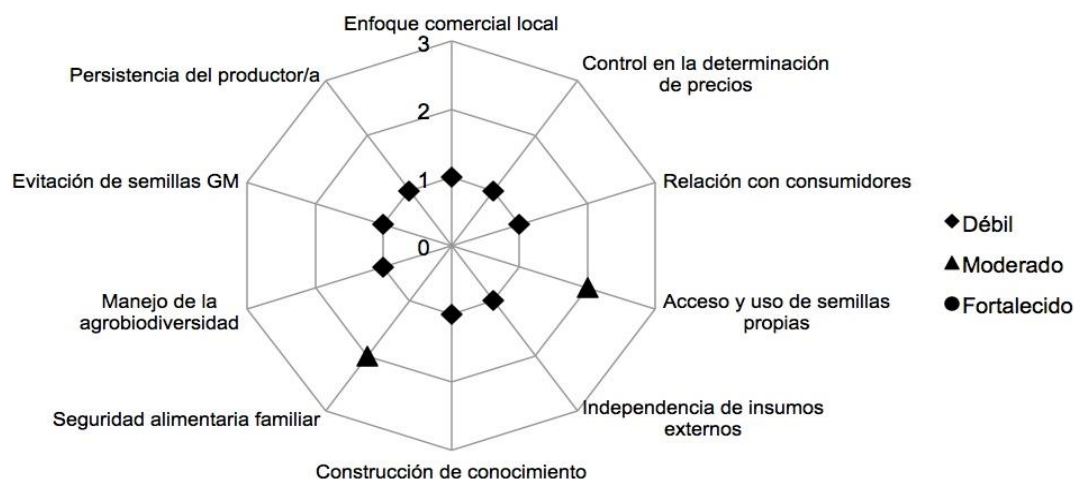 Enfoque comercial local
3
Control en la determinación
de precios
Persistencia del productor/a
2
Evitación de semillas GM
1
Relación con consumidores
Débil
0
Moderado
Manejo de la
agrobiodiversidad
Acceso y uso de semillas
propias
Fortalecido
Seguridad alimentaria familiar
Independencia de insumos
externos
Construcción de conocimiento